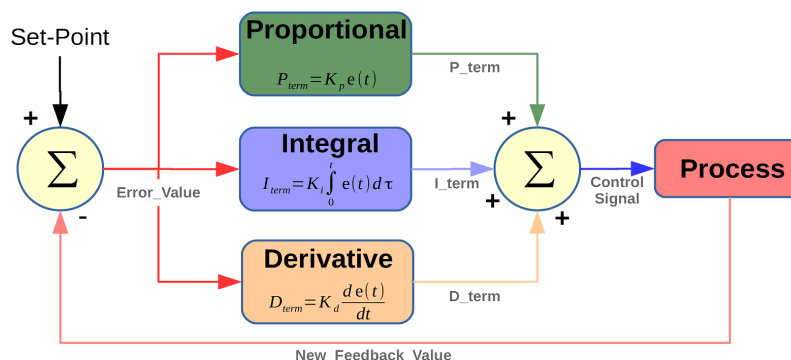 Set-Point
+
Σ
-
Error_Value
Proportional
P_term=K_p e(t)
P_term
Integral
I_term=K_i∫_0^t e(t)dτ
I_term
Derivative
D_term=K_d de(t)/dt
D_term
+
+
+
Σ
Control
Signal
Process
New_Feedback_Value